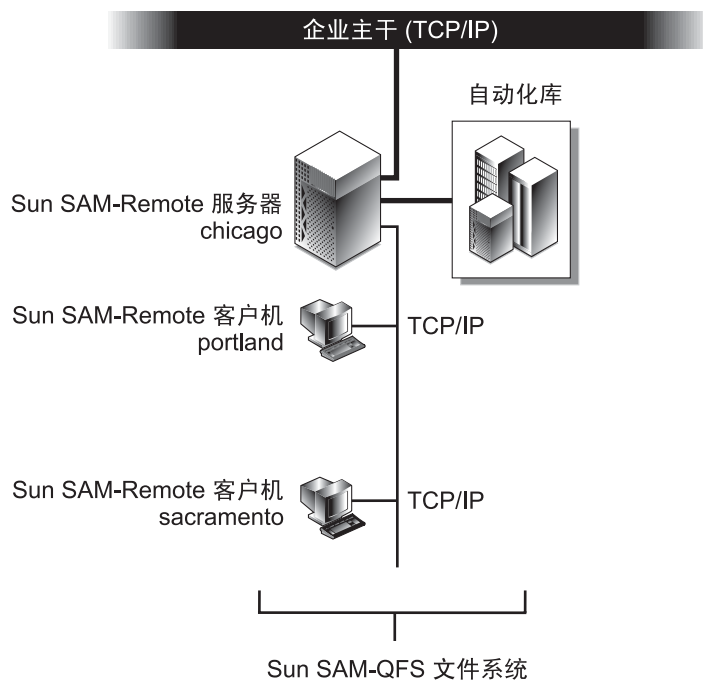 企业主干 (TCP/IP)
自动化库
Sun SAM-Remote 服务器
chicago
Sun SAM-Remote 客户机
portland
TCP/IP
Sun SAM-Remote 客户机
sacramento
TCP/IP
Sun SAM-QFS 文件系统